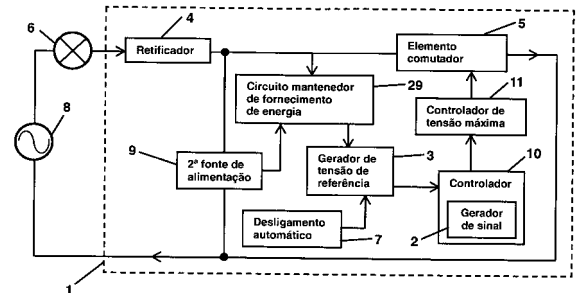 4
5
6
Retificador
Elemento
comutador
Circuito mantenedor
de fornecimento
de energia
29
11
Controlador de
tensão máxima
8
9
2ª fonte de
alimentação
Gerador de
tensão de
referência
3
10
Controlador
Gerador
de sinal
2
Desligamento
automático
7
1